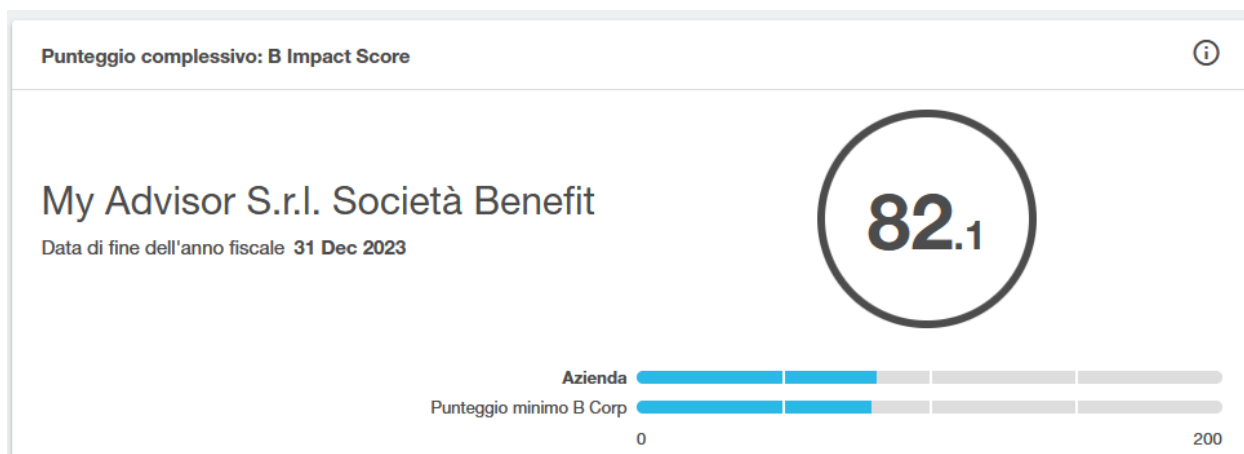 Punteggio complessivo: B Impact Score
My Advisor S.r.l. Società Benefit
Data di fine dell'anno fiscale 31 Dec 2023
82.1
Azienda
Punteggio minimo B Corp
0 200